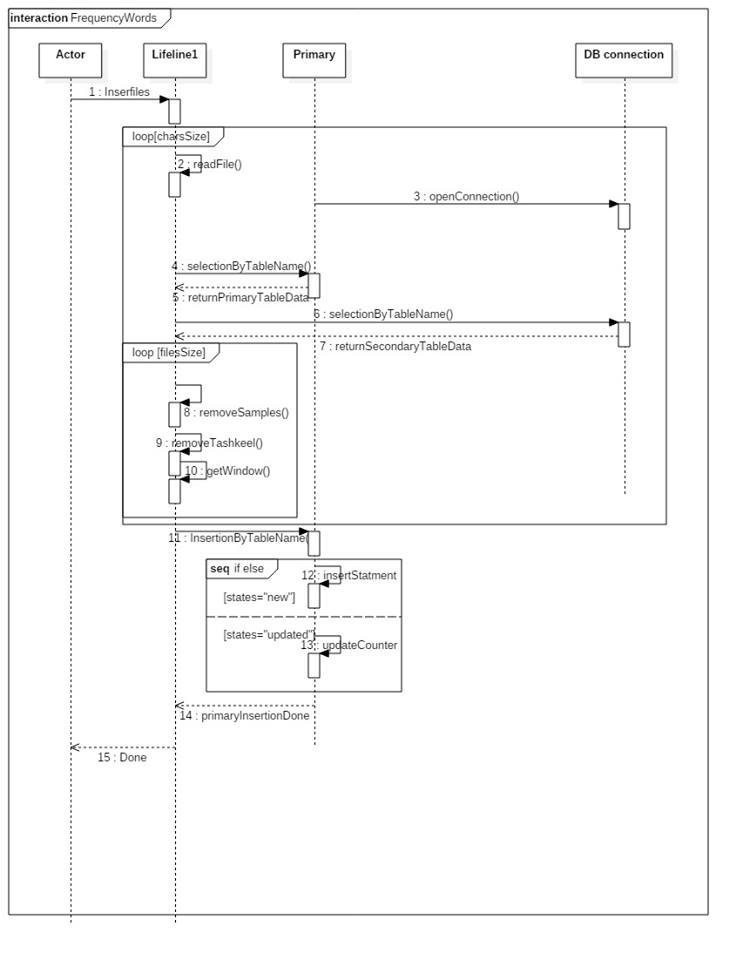 interaction FrequencyWords
Actor
Lifeline1
Primary
DB connection
1 : Inserfiles
loop[charsSize]
2 : readFile()
3 : openConnection()
4 : selectionByTableName()
5 : returnPrimaryTableData
6 : selectionByTableName()
7 : returnSecondaryTableData
loop [filesSize]
8 : removeSamples()
9 : removeTashkeel()
10 : getWindow()
11 : InsertionByTableName(
seq if else
12 : insertStatment
[states="new"]
[states="updated"]
13 : updateCounter
14 : primaryInsertionDone
15 : Done